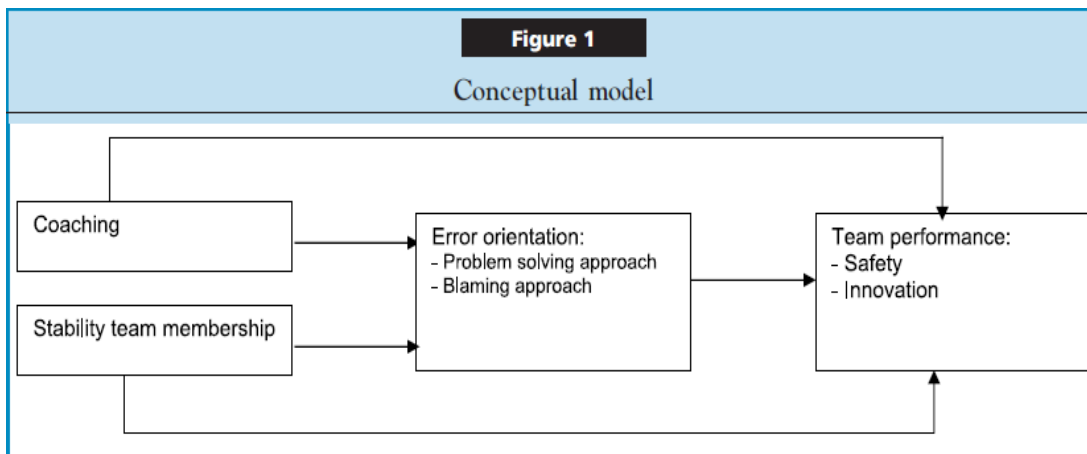 Figure 1
Conceptual model
Coaching
Stability team membership
Error orientation:
- Problem solving approach
- Blaming approach
Team performance:
- Safety
- Innovation